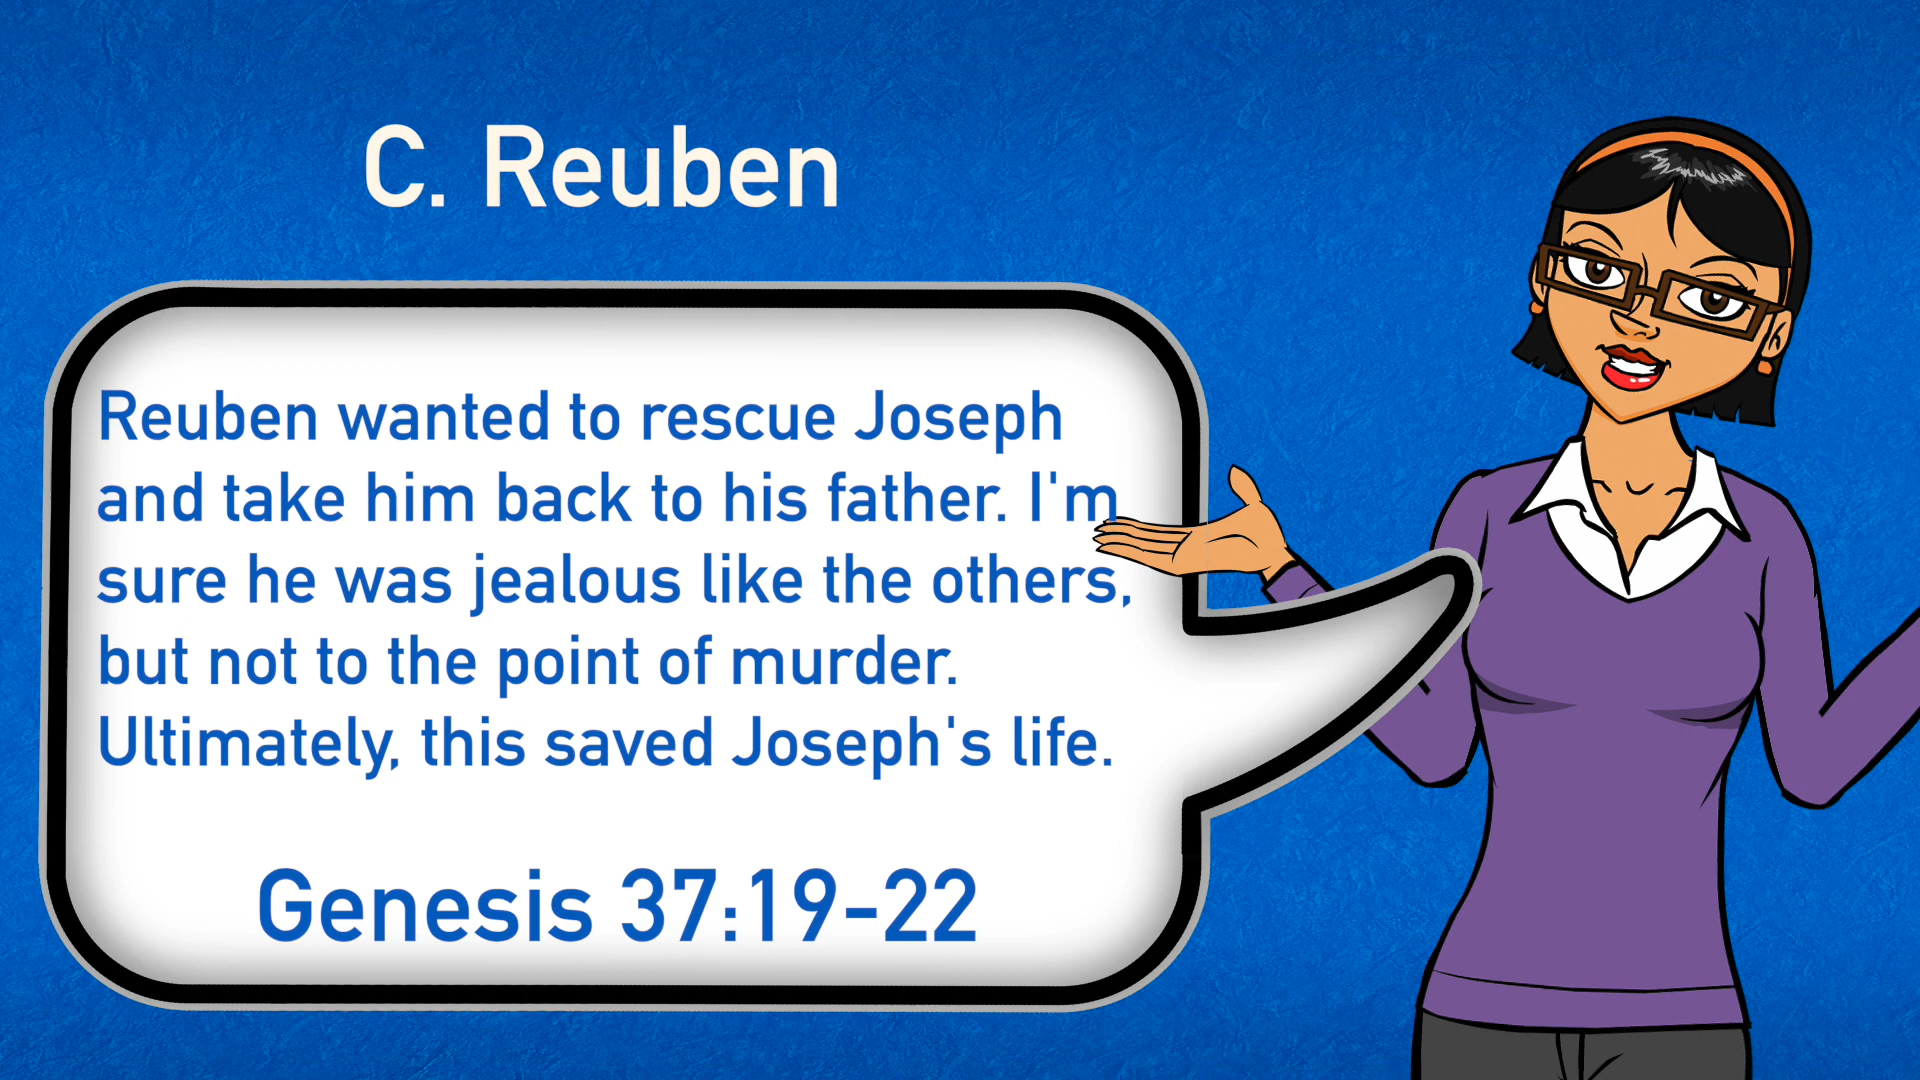 C. Reuben
Reuben wanted to rescue Joseph
and take him back to his father. I'm
sure he was jealous like the others,
but not to the point of murder.
Ultimately, this saved Joseph's life.
Genesis 37:19-22